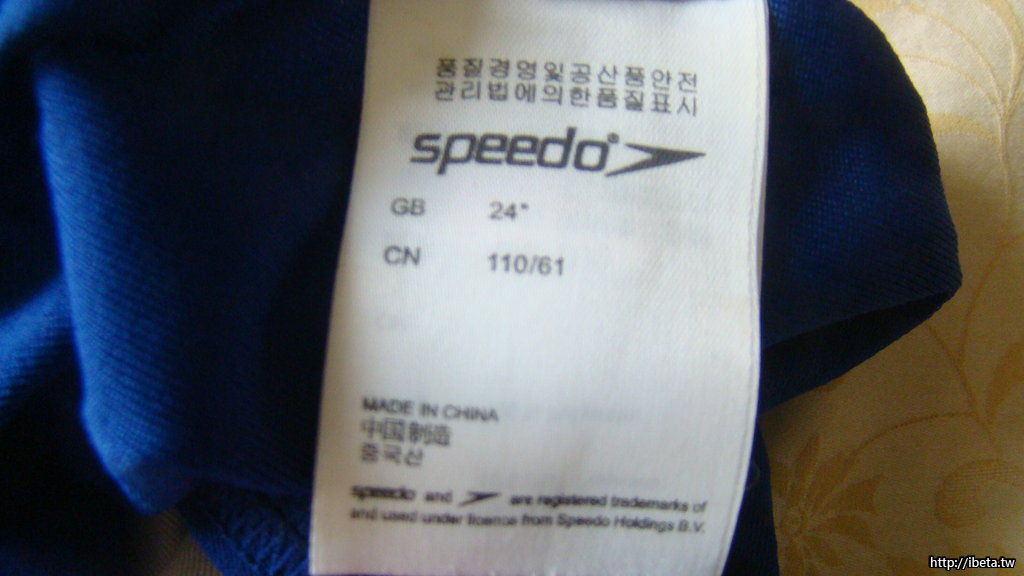 품질경영및공산품안전
관리법에의한품질표시
speedo®
GB 24"
CN 110/61
MADE IN CHINA
中国制造
중국산
speedo and are registered trademarks of
and used under licence from Speedo Holdings B.V.
http://ibeta.tw